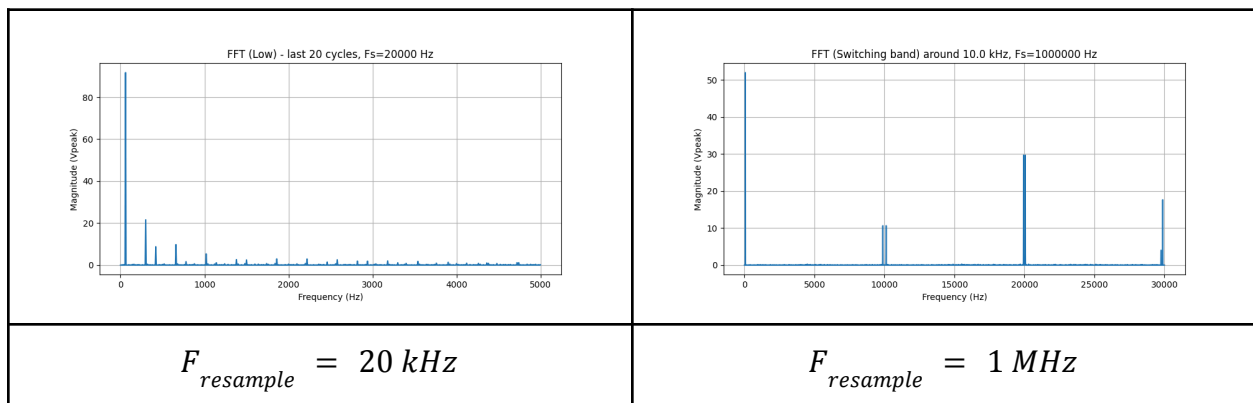 FFT (Low) - last 20 cycles, Fs=20000 Hz
80
60
40
20
0
Magnitude (Vpeak)
0 1000 2000 3000 4000 5000
Frequency (Hz)
FFT (Switching band) around 10.0 kHz, Fs=1000000 Hz
50
40
30
20
10
0
Magnitude (Vpeak)
0 5000 10000 15000 20000 25000 30000
Frequency (Hz)
F_resample = 20 kHz
F_resample = 1 MHz